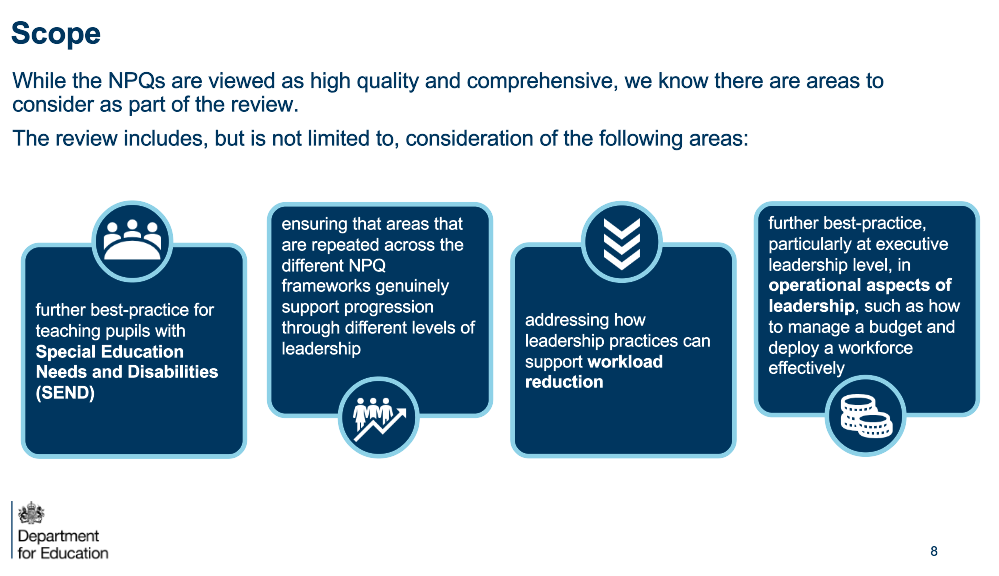 Scope
While the NPQs are viewed as high quality and comprehensive, we know there are areas to
consider as part of the review.
The review includes, but is not limited to, consideration of the following areas:
further best-practice for
teaching pupils with
Special Education
Needs and Disabilities
(SEND)
ensuring that areas that
are repeated across the
different NPQ
frameworks genuinely
support progression
through different levels of
leadership
addressing how
leadership practices can
support workload
reduction
further best-practice,
particularly at executive
leadership level, in
operational aspects of
leadership, such as how
to manage a budget and
deploy a workforce
effectively
Department
for Education
8